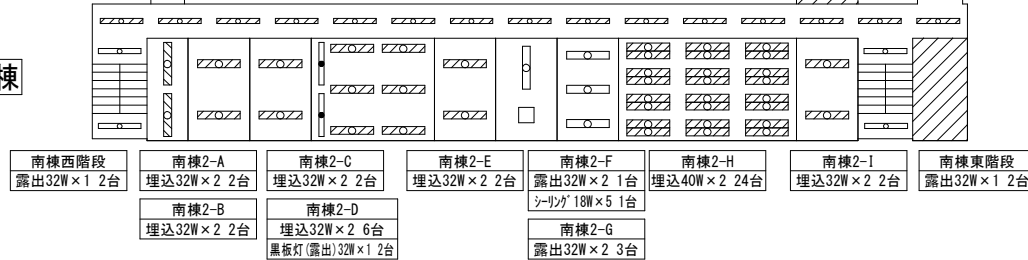 棟
南棟西階段
露出32W×1 2台
南棟2-A
埋込32W×2 2台
南棟2-B
埋込32W×2 2台
南棟2-C
埋込32W×2 2台
南棟2-D
埋込32W×2 6台
黒板灯(露出)32W×1 2台
南棟2-E
埋込32W×2 2台
南棟2-F
露出32W×2 1台
シーリング18W×5 1台
南棟2-G
露出32W×2 3台
南棟2-H
埋込40W×2 24台
南棟2-I
埋込32W×2 2台
南棟東階段
露出32W×1 2台